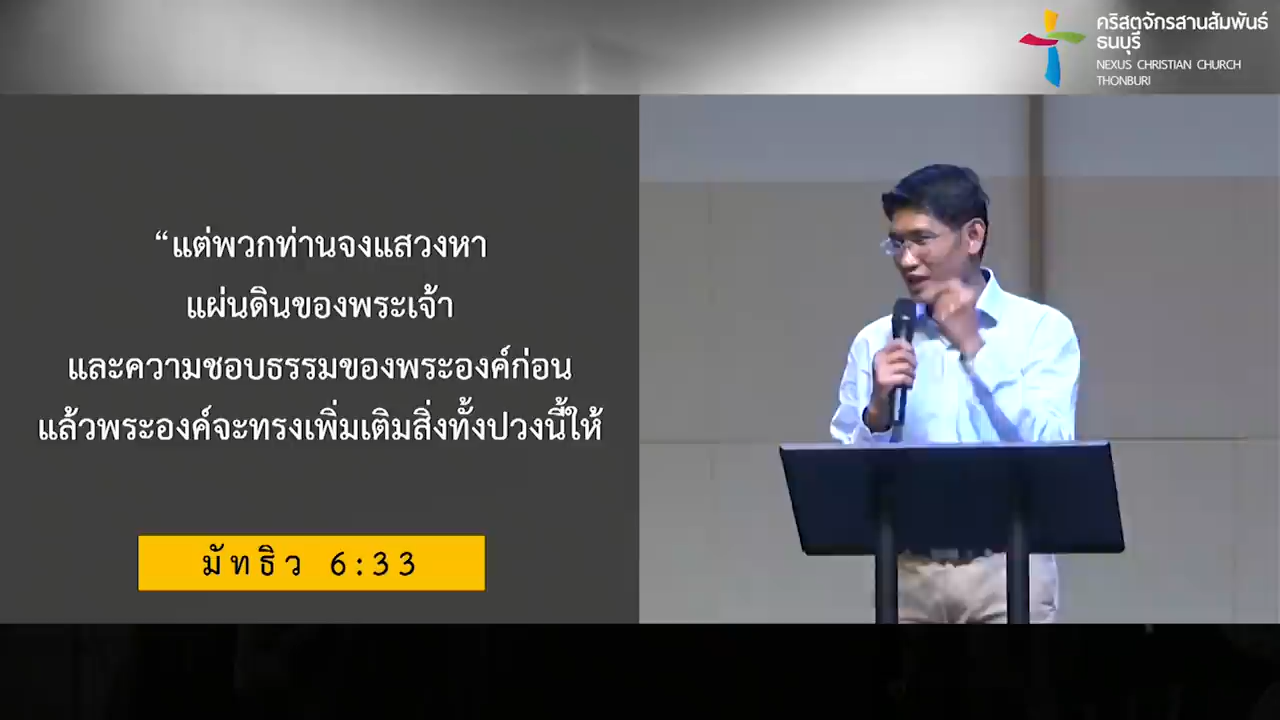 คริสตจักรสานสัมพันธ์
ธนบุรี
NEXUS CHRISTIAN CHURCH
THONBURI
“แต่พวกท่านจงแสวงหา
แผ่นดินของพระเจ้า
และความชอบธรรมของพระองค์ก่อน
แล้วพระองค์จะทรงเพิ่มเติมสิ่งทั้งปวงนี้ให้
มัทธิว 6:33